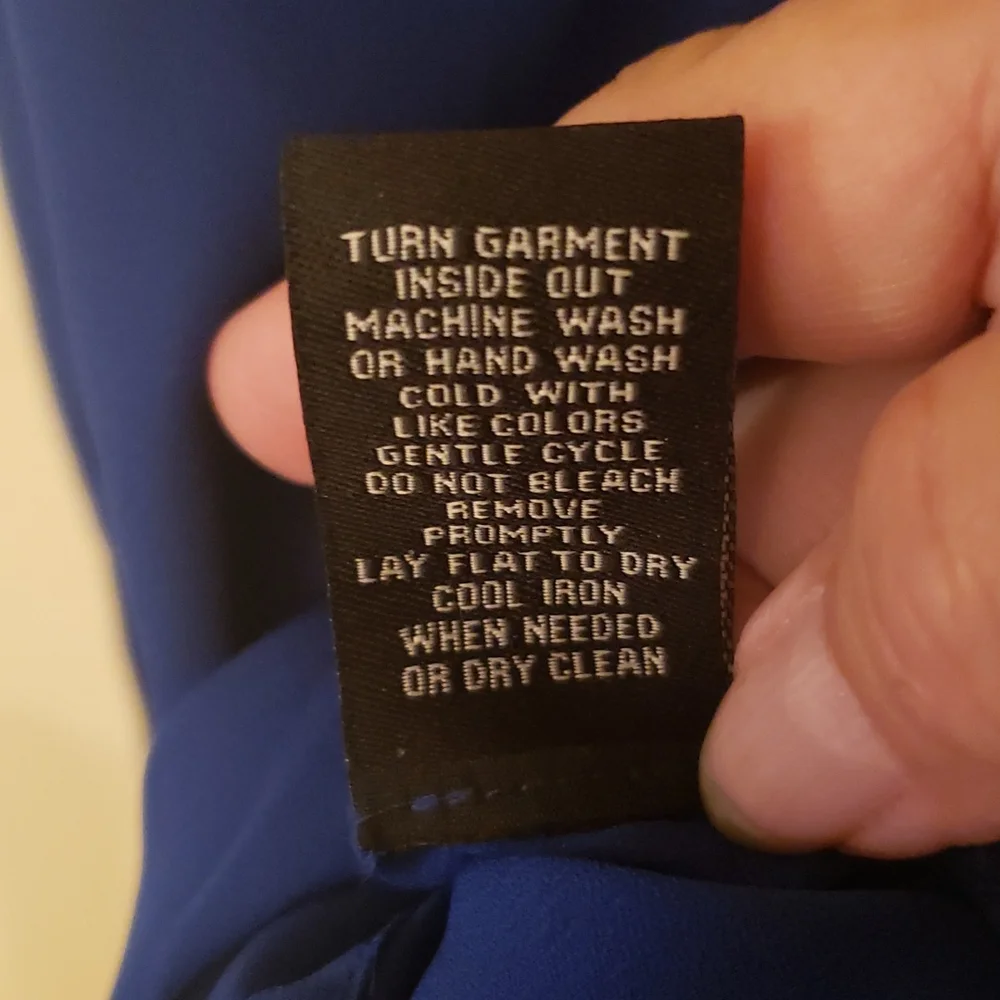 TURN GARMENT
INSIDE OUT
MACHINE WASH
OR HAND WASH
COLD WITH
LIKE COLORS
GENTLE CYCLE
DO NOT BLEACH
REMOVE
PROMPTLY
LAY FLAT TO DRY
COOL IRON
WHEN NEEDED
OR DRY CLEAN